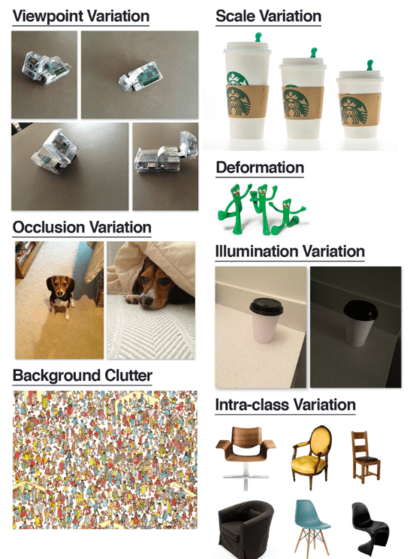 Viewpoint Variation
Scale Variation
Deformation
Occlusion Variation
Illumination Variation
Background Clutter
Intra-class Variation